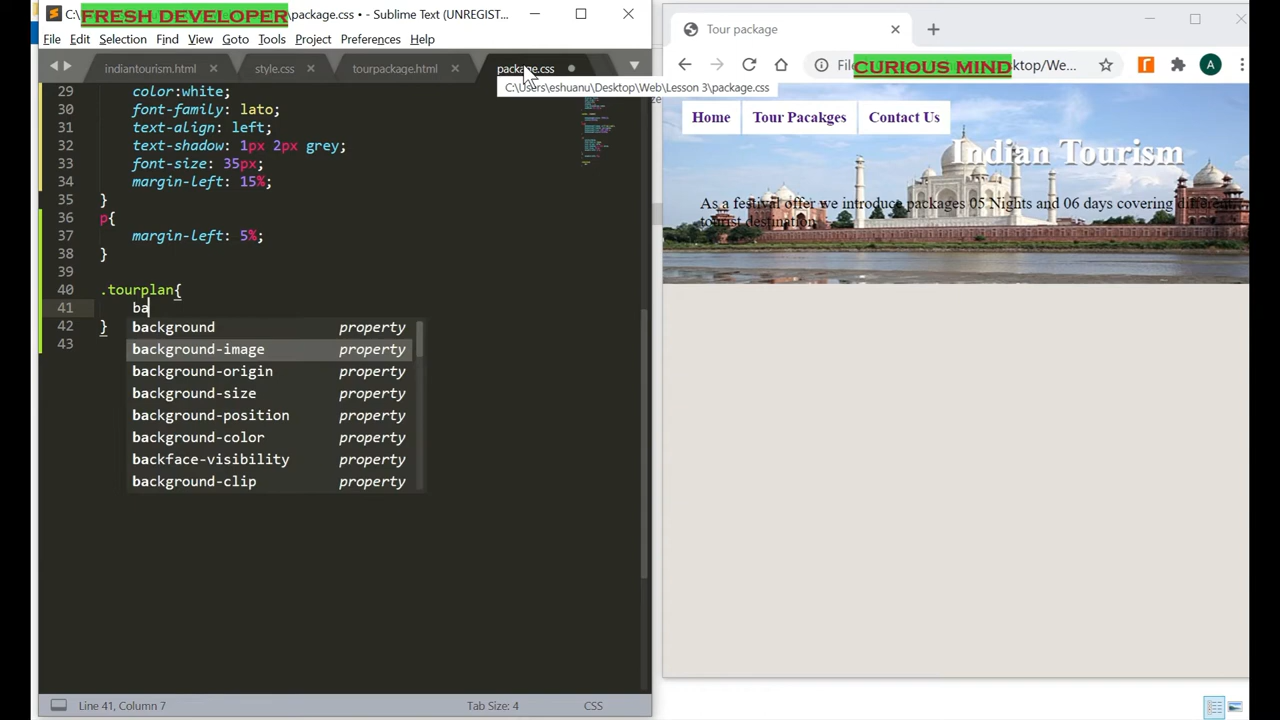 C:\ FRESH DEVELOPER \package.css • - Sublime Text (UNREGIST...
File Edit Selection Find View Goto Tools Project Preferences Help
indiantourism.html style.css tourpackage.html package.css
C:\Users\eshuanu\Desktop\Web\Lesson 3\package.css
29 color:white;
30 font-family: lato;
31 text-align: left;
32 text-shadow: 1px 2px grey;
33 font-size: 35px;
34 margin-left: 15%;
35 }
36 p{
37 margin-left: 5%;
38 }
39
40 .tourplan{
41 ba
42 }
43
background property
background-image property
background-origin property
background-size property
background-position property
background-color property
backface-visibility property
background-clip property
Line 41, Column 7 Tab Size: 4 CSS
Tour package
File CURIOUS MIND esktop/We... A
Home Tour Pacakges Contact Us
Indian Tourism
As a festival offer we introduce packages 05 Nights and 06 days covering different
tourist destination.